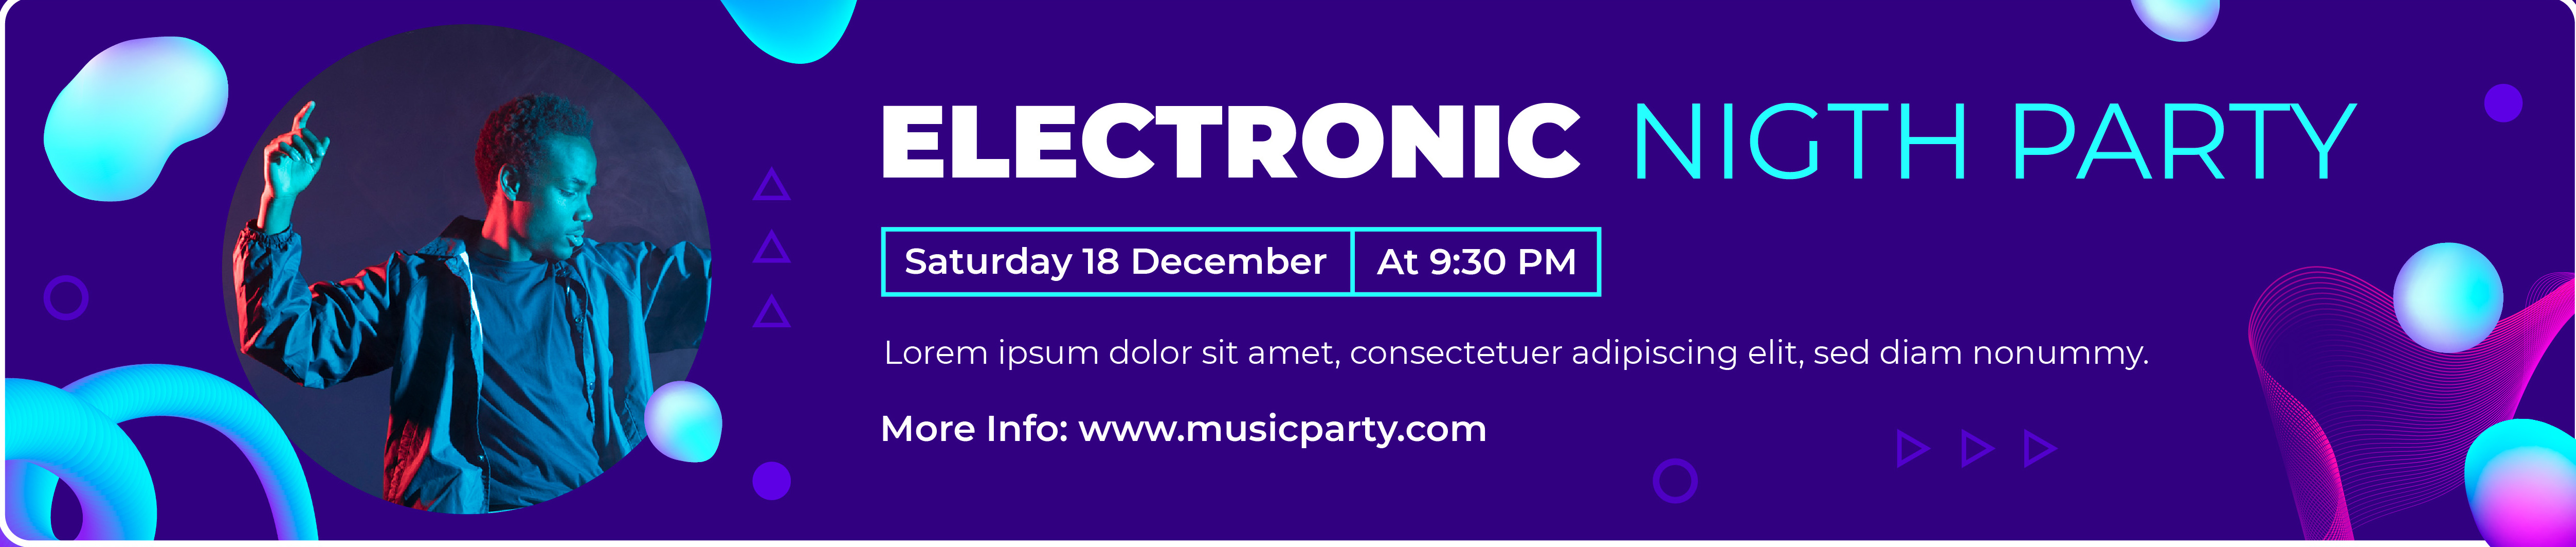 ELECTRONIC NIGTH PARTY
Saturday 18 December At 9:30 PM
Lorem ipsum dolor sit amet, consectetuer adipiscing elit, sed diam nonummy.
More Info: www.musicparty.com